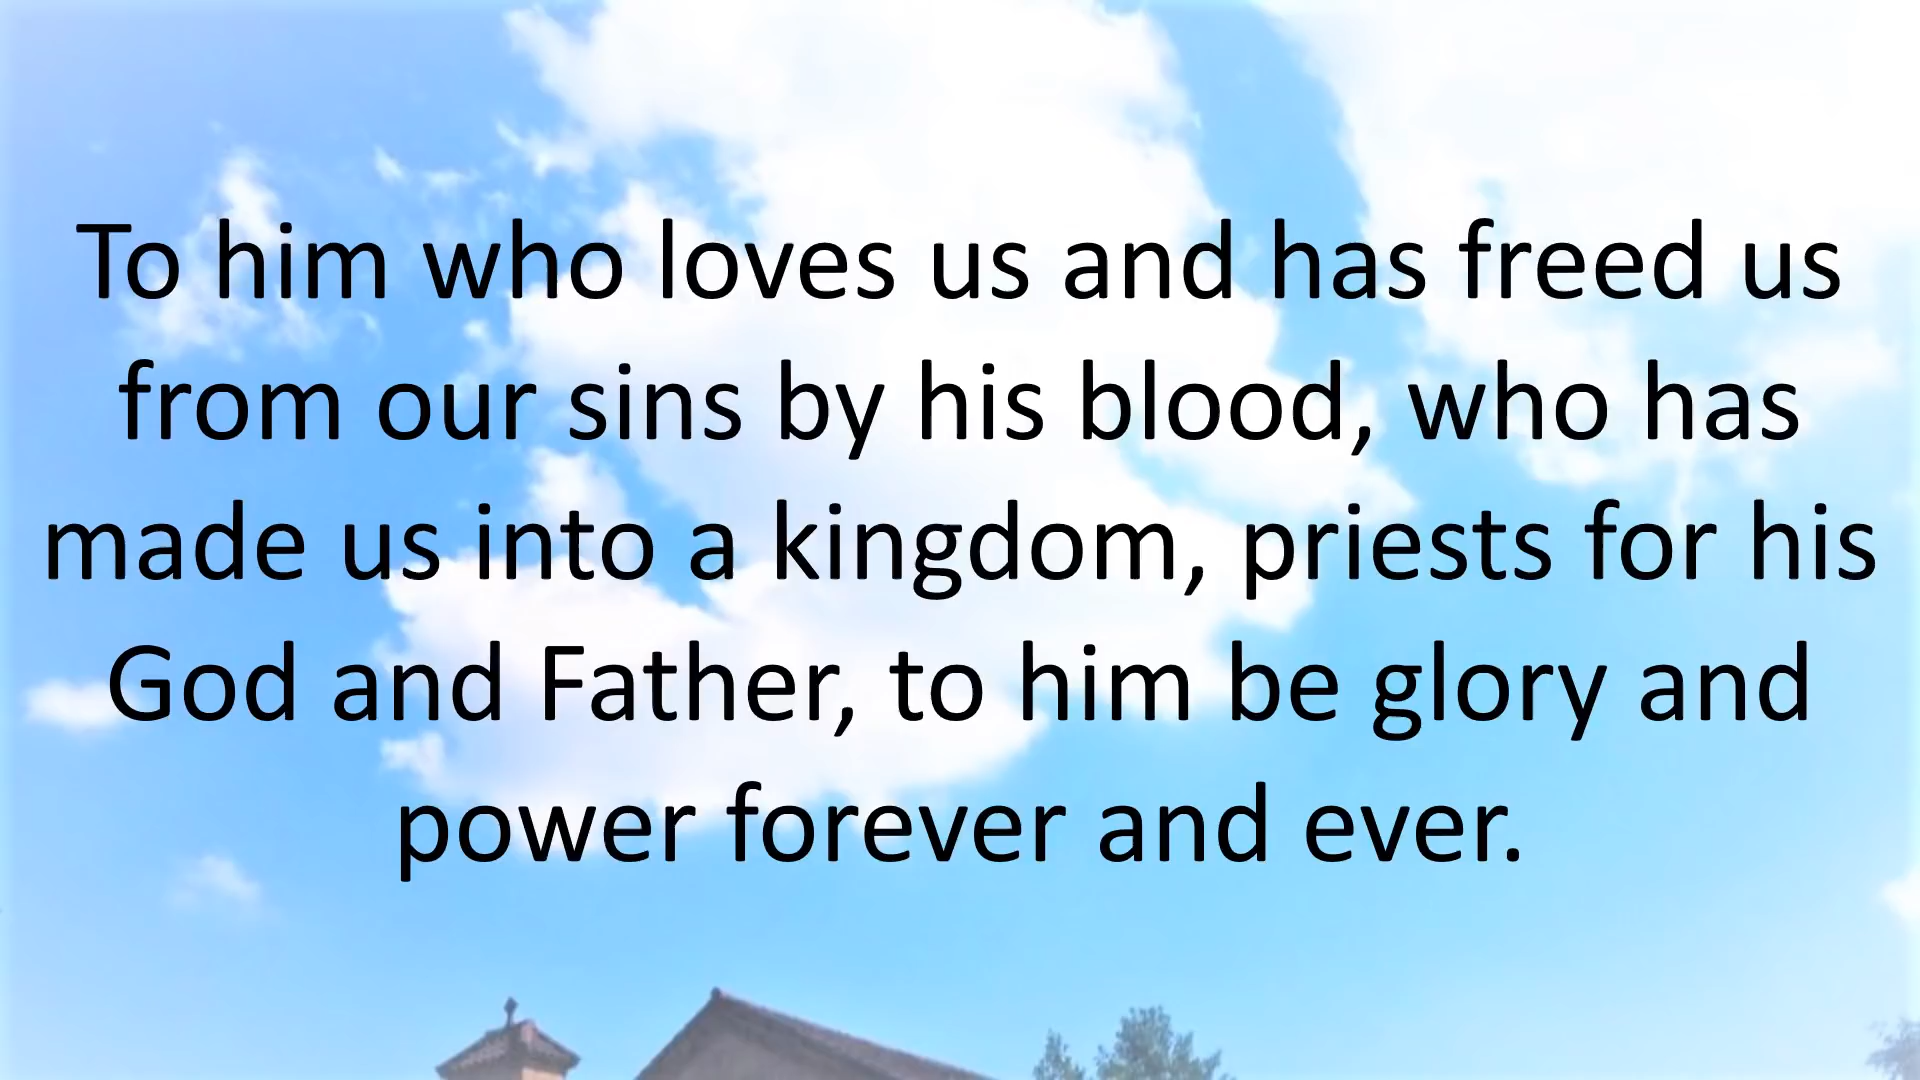 To him who loves us and has freed us
from our sins by his blood, who has
made us into a kingdom, priests for his
God and Father, to him be glory and
power forever and ever.